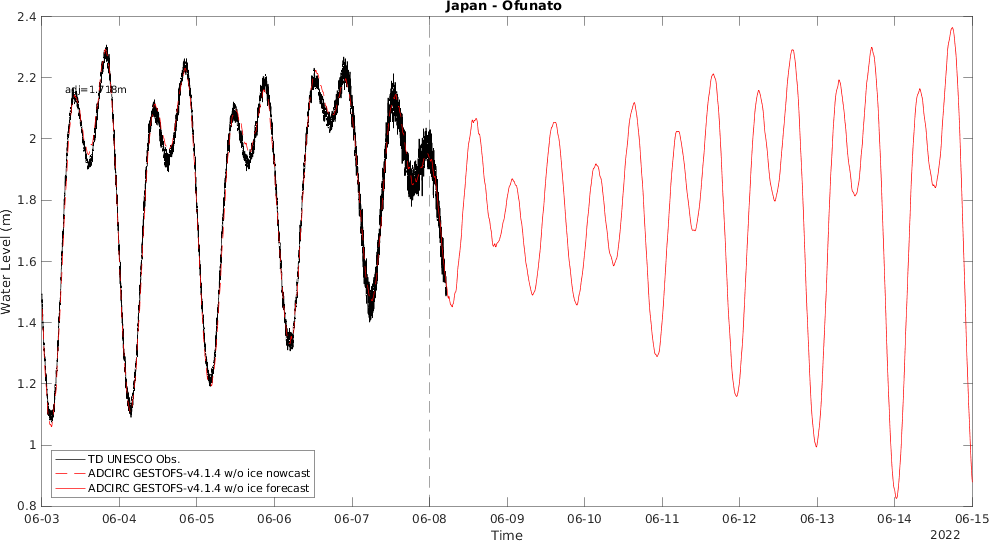 Japan - Ofunato
2.4
2.2
adj=1.718m
2
1.8
1.6
1.4
1.2
1
0.8
Water Level (m)
TD UNESCO Obs.
ADCIRC GESTOFS-v4.1.4 w/o ice nowcast
ADCIRC GESTOFS-v4.1.4 w/o ice forecast
06-03 06-04 06-05 06-06 06-07 06-08 06-09 06-10 06-11 06-12 06-13 06-14 06-15
Time
2022